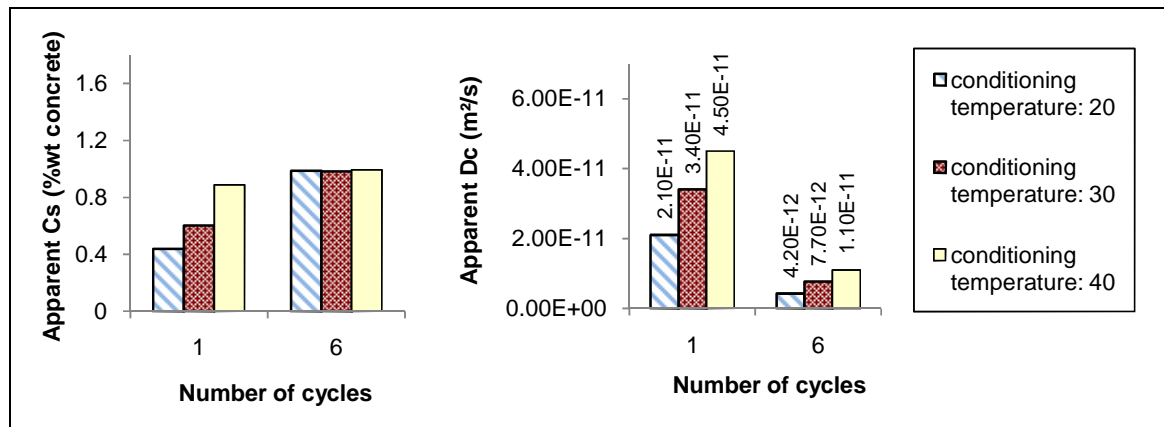 Apparent Cs (%wt concrete)
1.6
1.2
0.8
0.4
0
1
6
Number of cycles
Apparent Dc (m²/s)
6.00E-11
4.00E-11
2.00E-11
0.00E+00
2.10E-11
3.40E-11
4.50E-11
4.20E-12
7.70E-12
1.10E-11
1
6
Number of cycles
conditioning
temperature: 20
conditioning
temperature: 30
conditioning
temperature: 40